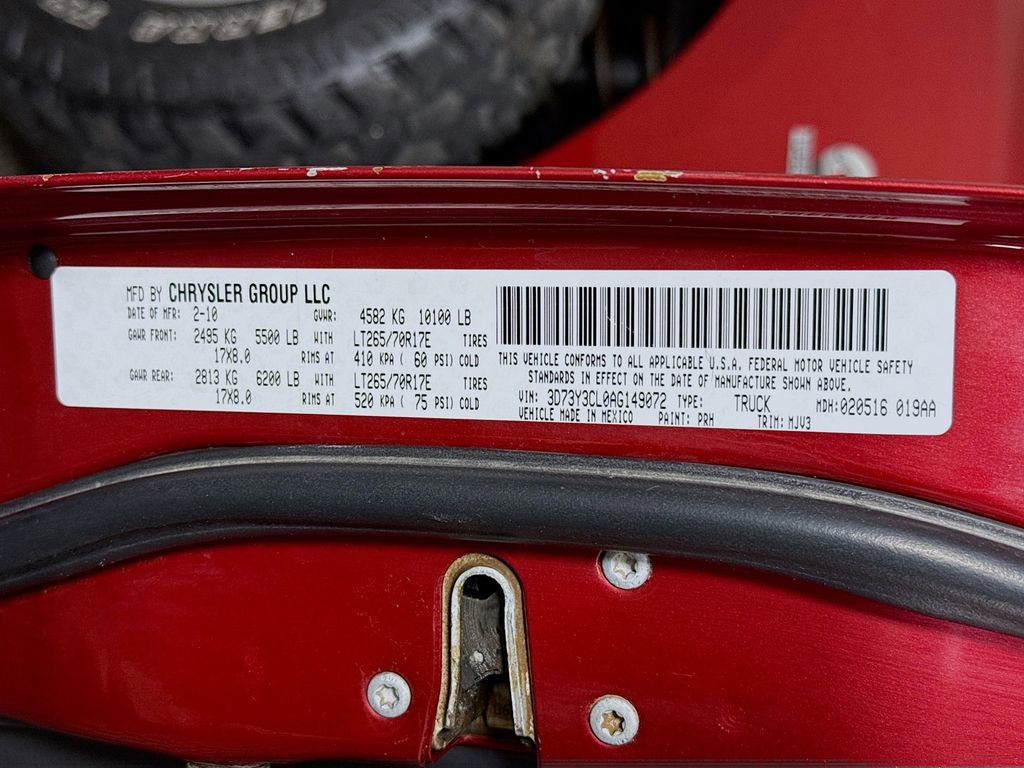 TERRA
MFD BY CHRYSLER GROUP LLC
DATE OF MFR: 2-10 GVWR: 4582 KG 10100 LB
GAWR FRONT: 2495 KG 5500 LB WITH LT265/70R17E TIRES
17X8.0 RIMS AT 410 KPA ( 60 PSI) COLD
GAWR REAR: 2813 KG 6200 LB WITH LT265/70R17E TIRES
17X8.0 RIMS AT 520 KPA ( 75 PSI) COLD
THIS VEHICLE CONFORMS TO ALL APPLICABLE U.S.A. FEDERAL MOTOR VEHICLE SAFETY
STANDARDS IN EFFECT ON THE DATE OF MANUFACTURE SHOWN ABOVE.
VIN: 3D73Y3CL0AG149072 TYPE: TRUCK MDH:020516 019AA
VEHICLE MADE IN MEXICO PAINT: PRH TRIM: MJV3